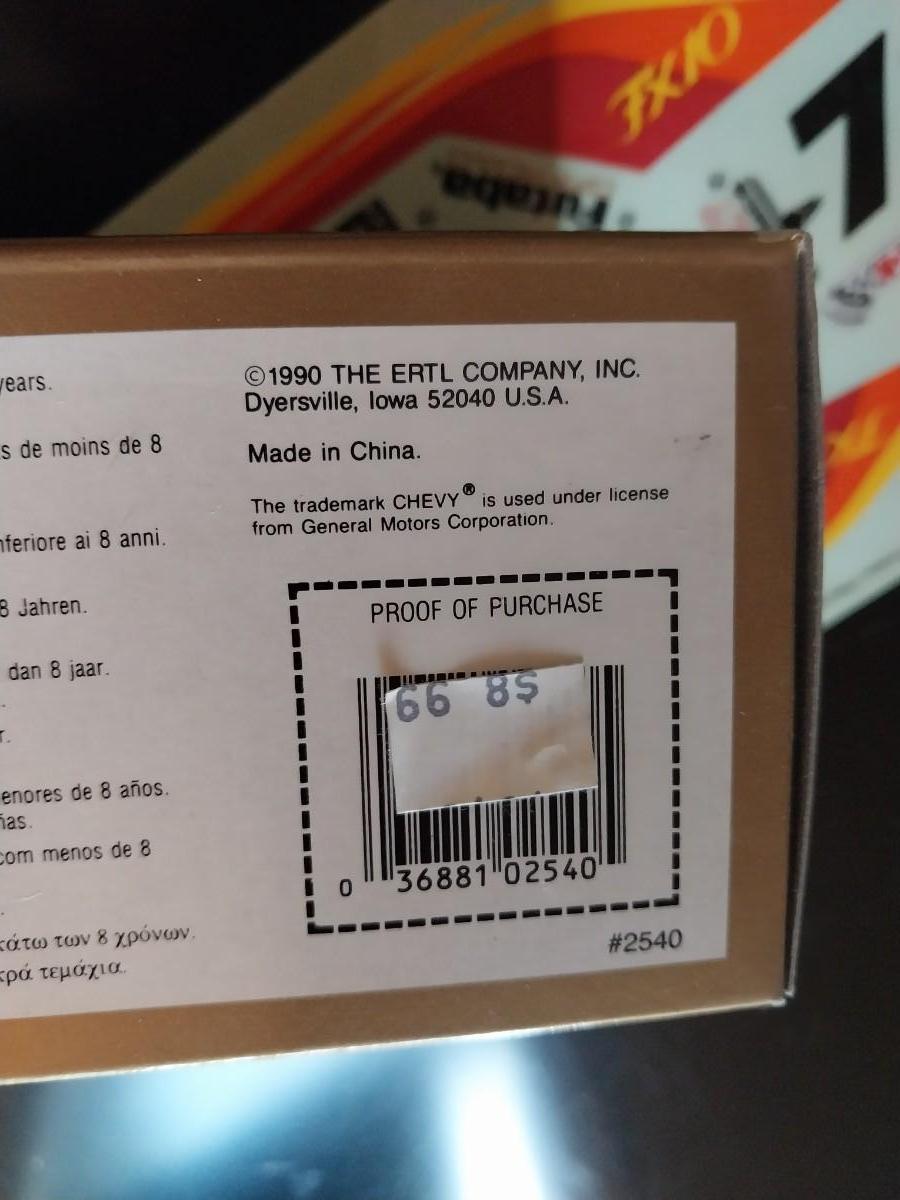 FX10
Futaba.
7
years.
s de moins de 8
nferiore ai 8 anni.
8 Jahren.
dan 8 jaar.
r.
enores de 8 años.
ñas.
com menos de 8
κάτω των 8 χρόνων.
κρά τεμάχια.
©1990 THE ERTL COMPANY, INC.
Dyersville, Iowa 52040 U.S.A.
Made in China.
The trademark CHEVY® is used under license
from General Motors Corporation.
PROOF OF PURCHASE
66 8$
0 36881 02540
#2540